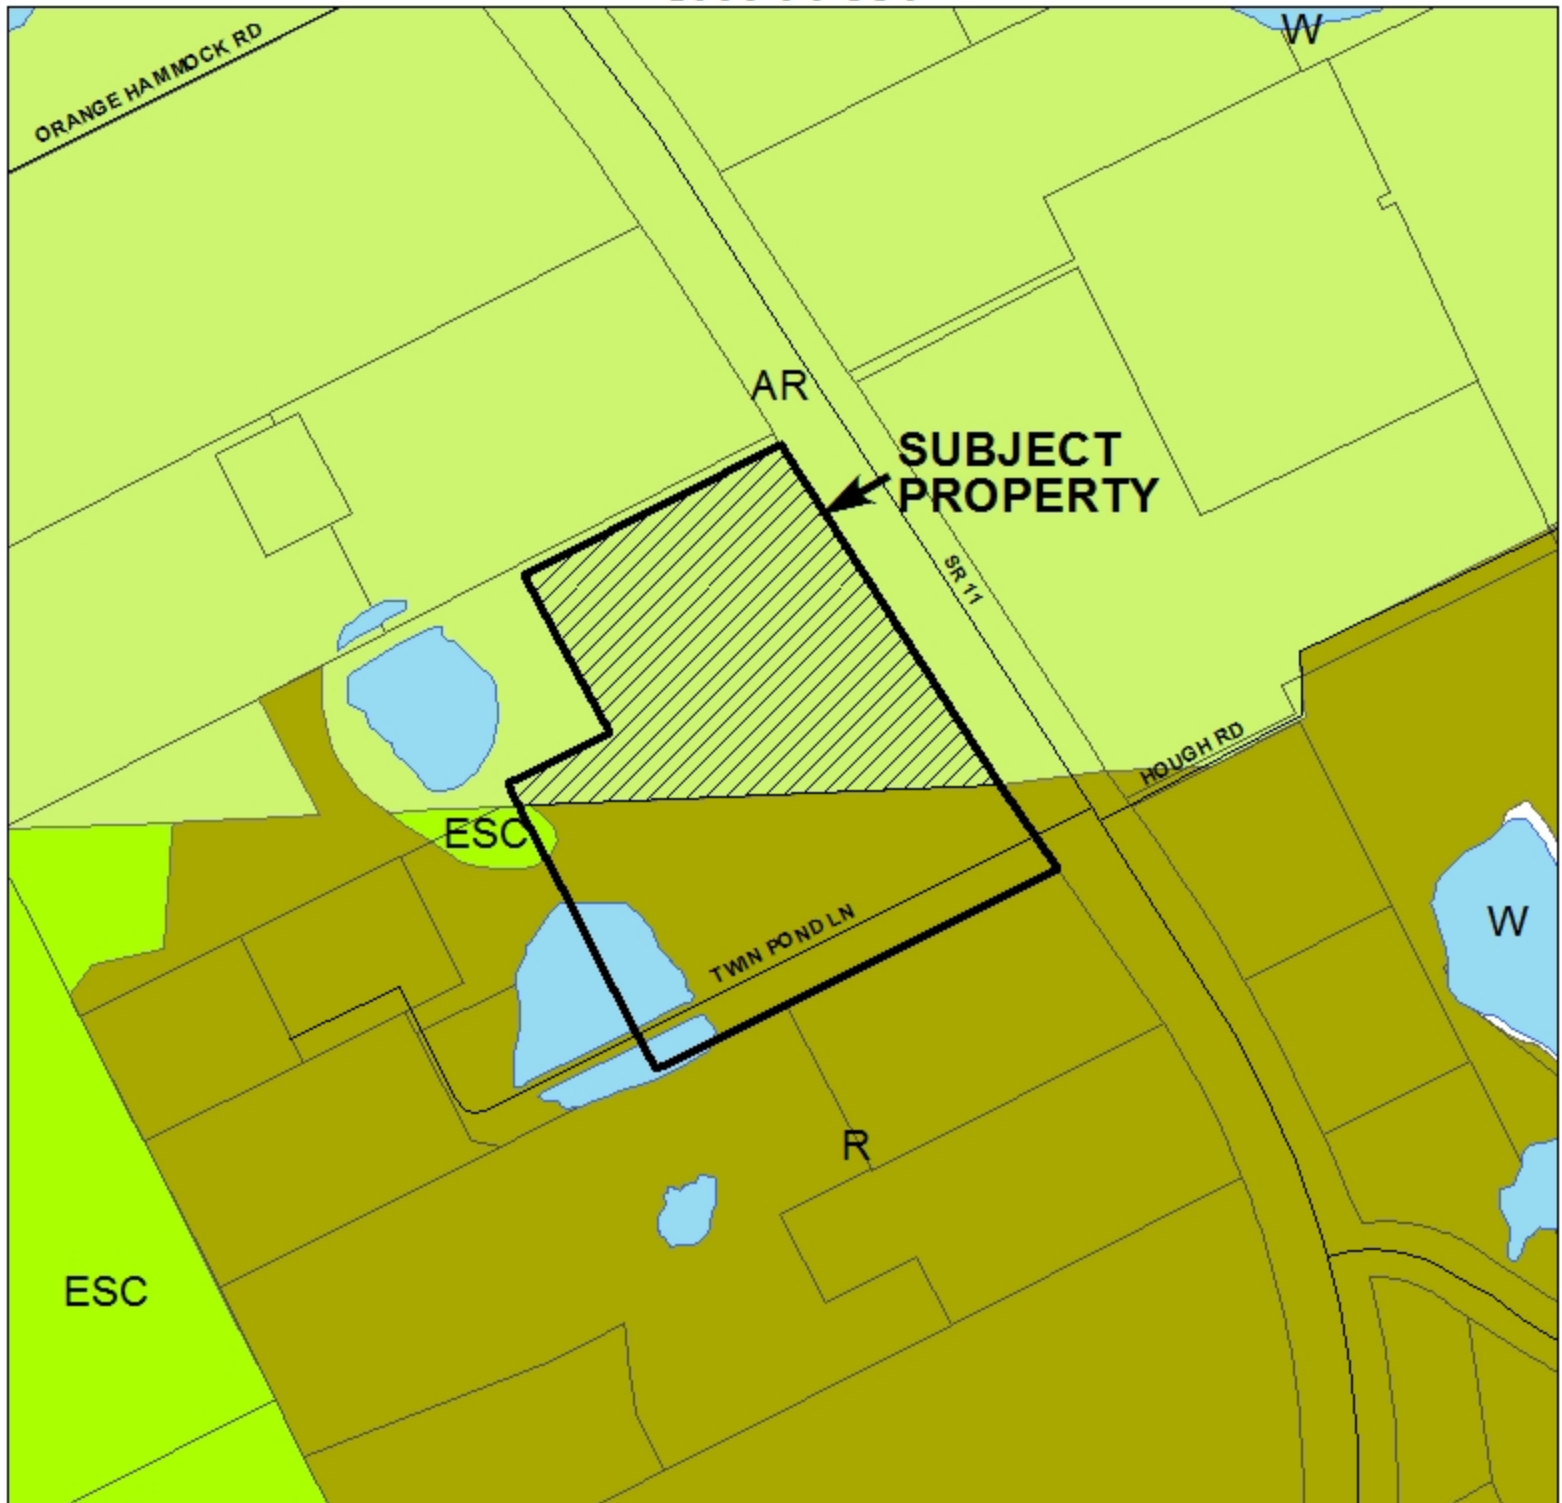 W
ORANGE HAMMOCK RD
AR
SUBJECT
PROPERTY
SR 11
HOUGH RD
ESC
TWIN POND LN
W
R
ESC